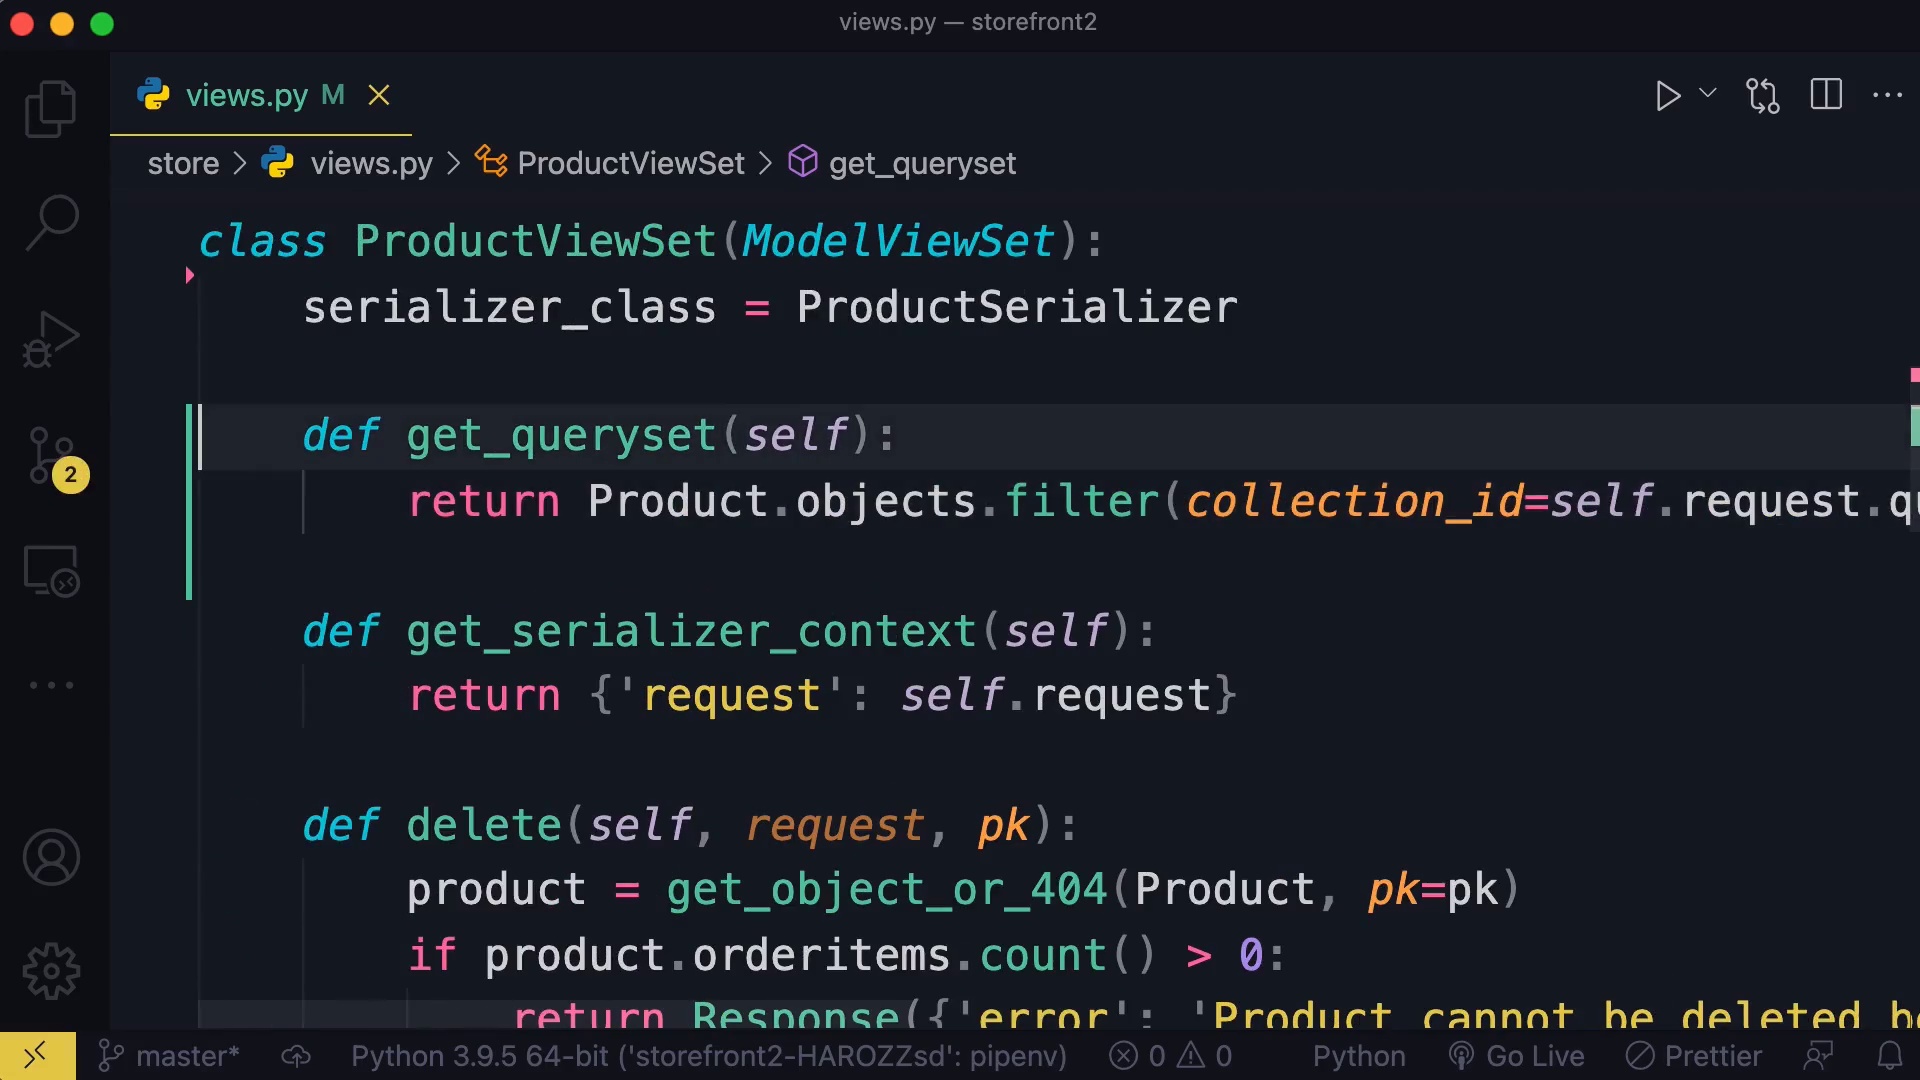 views.py — storefront2
views.py M
store > views.py > ProductViewSet > get_queryset
class ProductViewSet(ModelViewSet):
    serializer_class = ProductSerializer
    def get_queryset(self):
        return Product.objects.filter(collection_id=self.request.qu
    def get_serializer_context(self):
        return {'request': self.request}
    def delete(self, request, pk):
        product = get_object_or_404(Product, pk=pk)
        if product.orderitems.count() > 0:
            return Response({'error': 'Product cannot be deleted be
2
master* Python 3.9.5 64-bit ('storefront2-HAROZZsd': pipenv) 0 0 Python Go Live Prettier